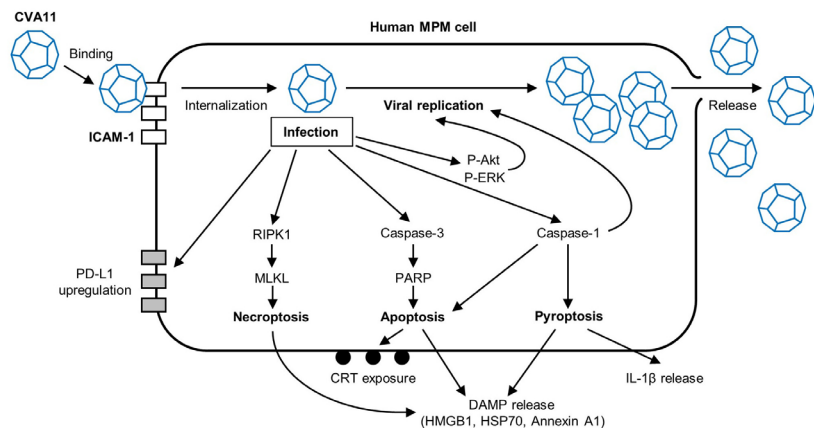 CVA11
Human MPM cell
Binding
Internalization
Viral replication
Release
ICAM-1
Infection
P-Akt
P-ERK
RIPK1
Caspase-3
Caspase-1
PD-L1
upregulation
MLKL
PARP
Necroptosis
Apoptosis
Pyroptosis
CRT exposure
IL-1β release
DAMP release
(HMGB1, HSP70, Annexin A1)